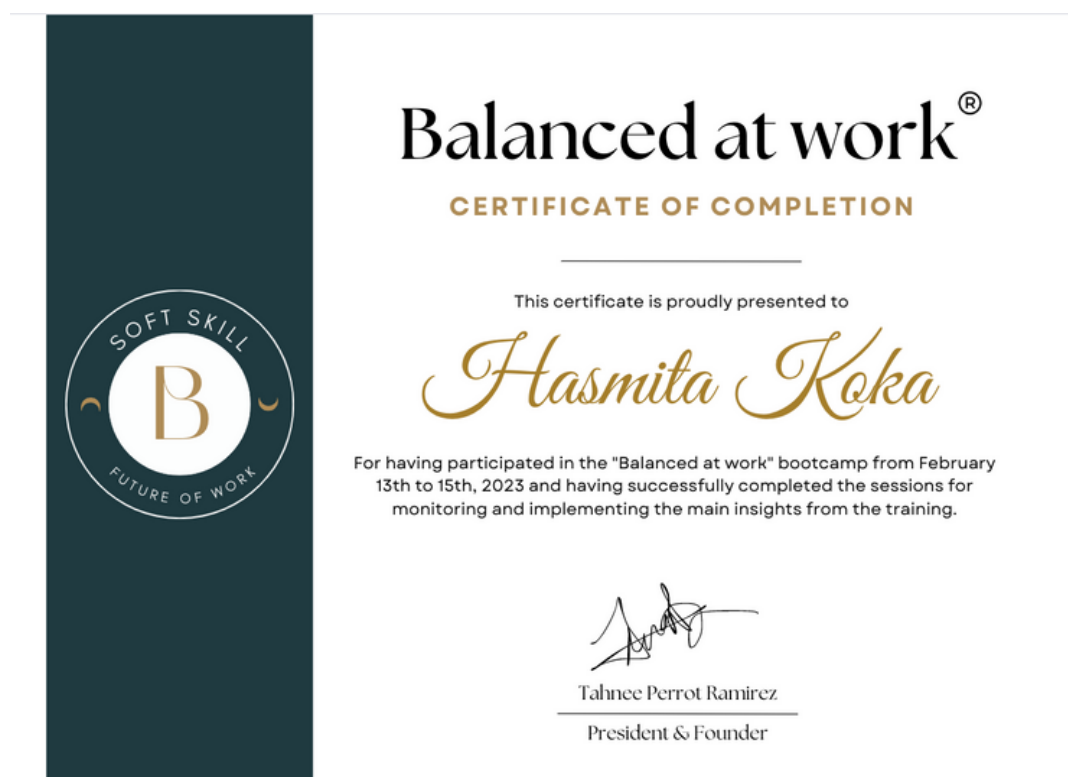 Balanced at work®
CERTIFICATE OF COMPLETION
This certificate is proudly presented to
Hasmita Koka
For having participated in the "Balanced at work" bootcamp from February
13th to 15th, 2023 and having successfully completed the sessions for
monitoring and implementing the main insights from the training.
Tahnee Perrot Ramirez
President & Founder
SOFT SKILL
B
FUTURE OF WORK